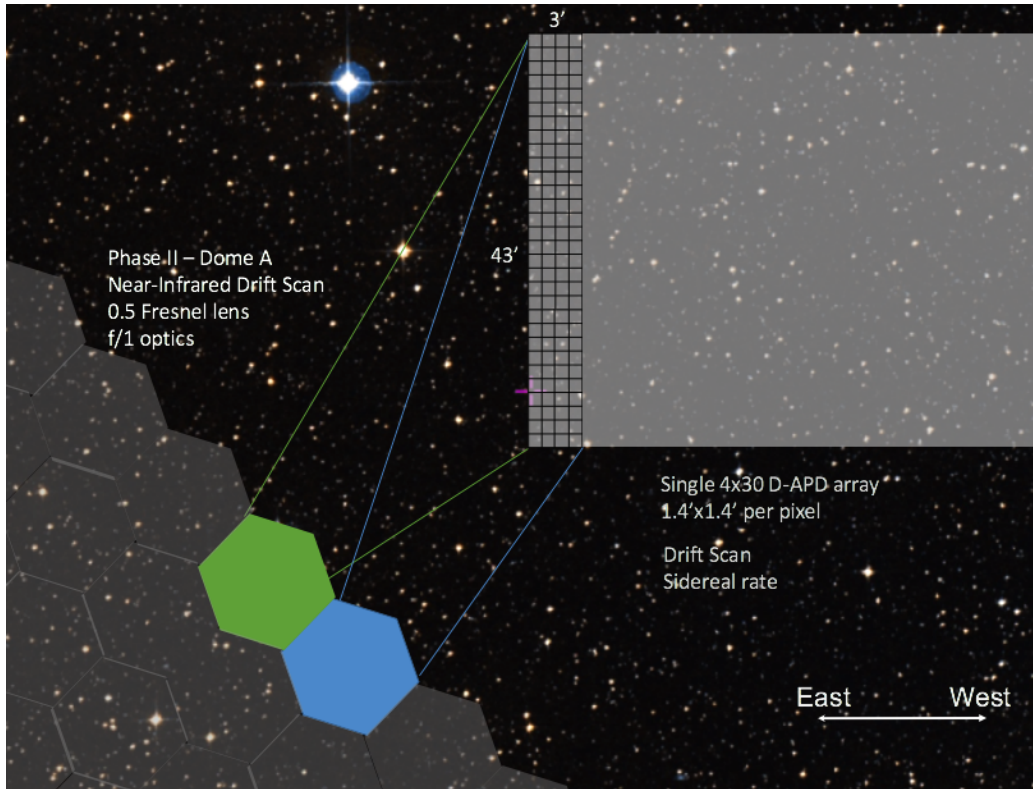 3’
43’
Phase II – Dome A
Near-Infrared Drift Scan
0.5 Fresnel lens
f/1 optics
Single 4x30 D-APD array
1.4’x1.4’ per pixel
Drift Scan
Sidereal rate
East West